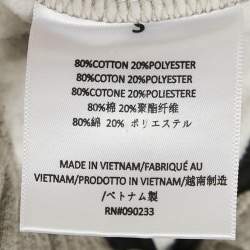 S
80%COTTON 20%POLYESTER
80%COTON 20%POLYESTER
80%COTONE 20%POLIESTERE
80%棉 20%聚酯纤维
80%綿 20% ポリエステル
MADE IN VIETNAM/FABRIQUÉ AU
VIETNAM/PRODOTTO IN VIETNAM/越南制造
/ベトナム製
RN#090233